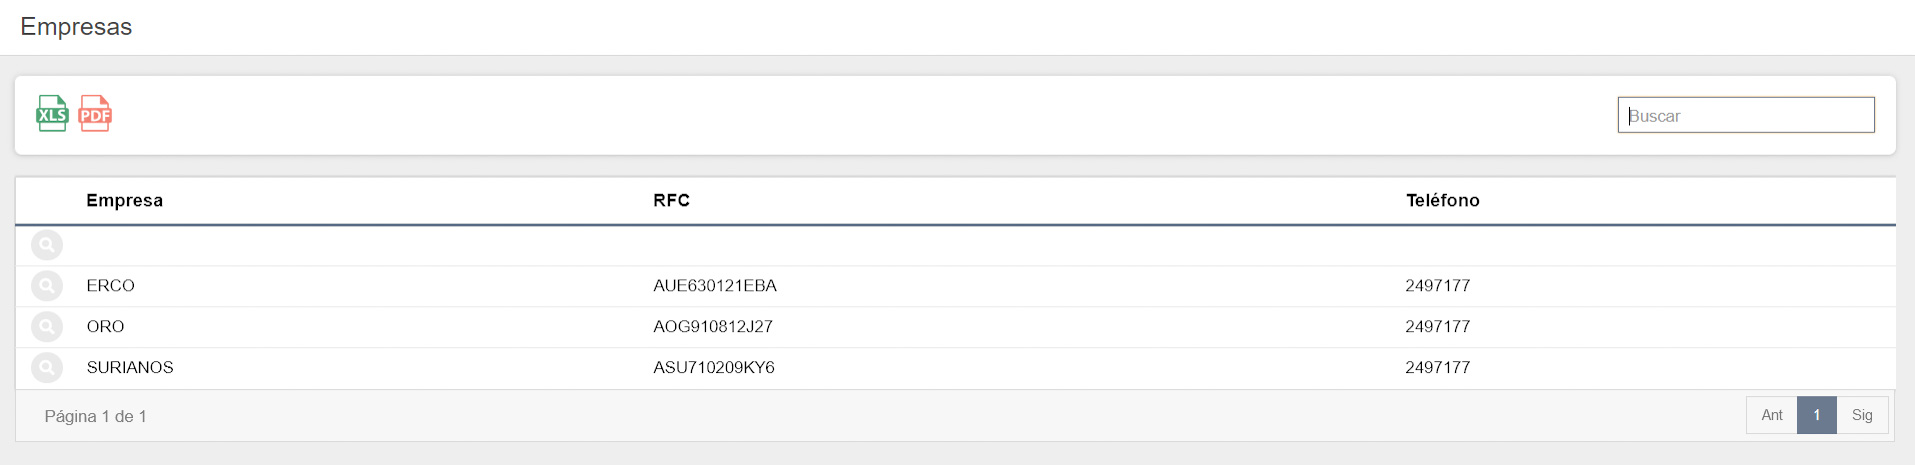 Empresas
XLS PDF Buscar
Empresa RFC Teléfono
ERCO AUE630121EBA 2497177
ORO AOG910812J27 2497177
SURIANOS ASU710209KY6 2497177
Página 1 de 1 Ant 1 Sig